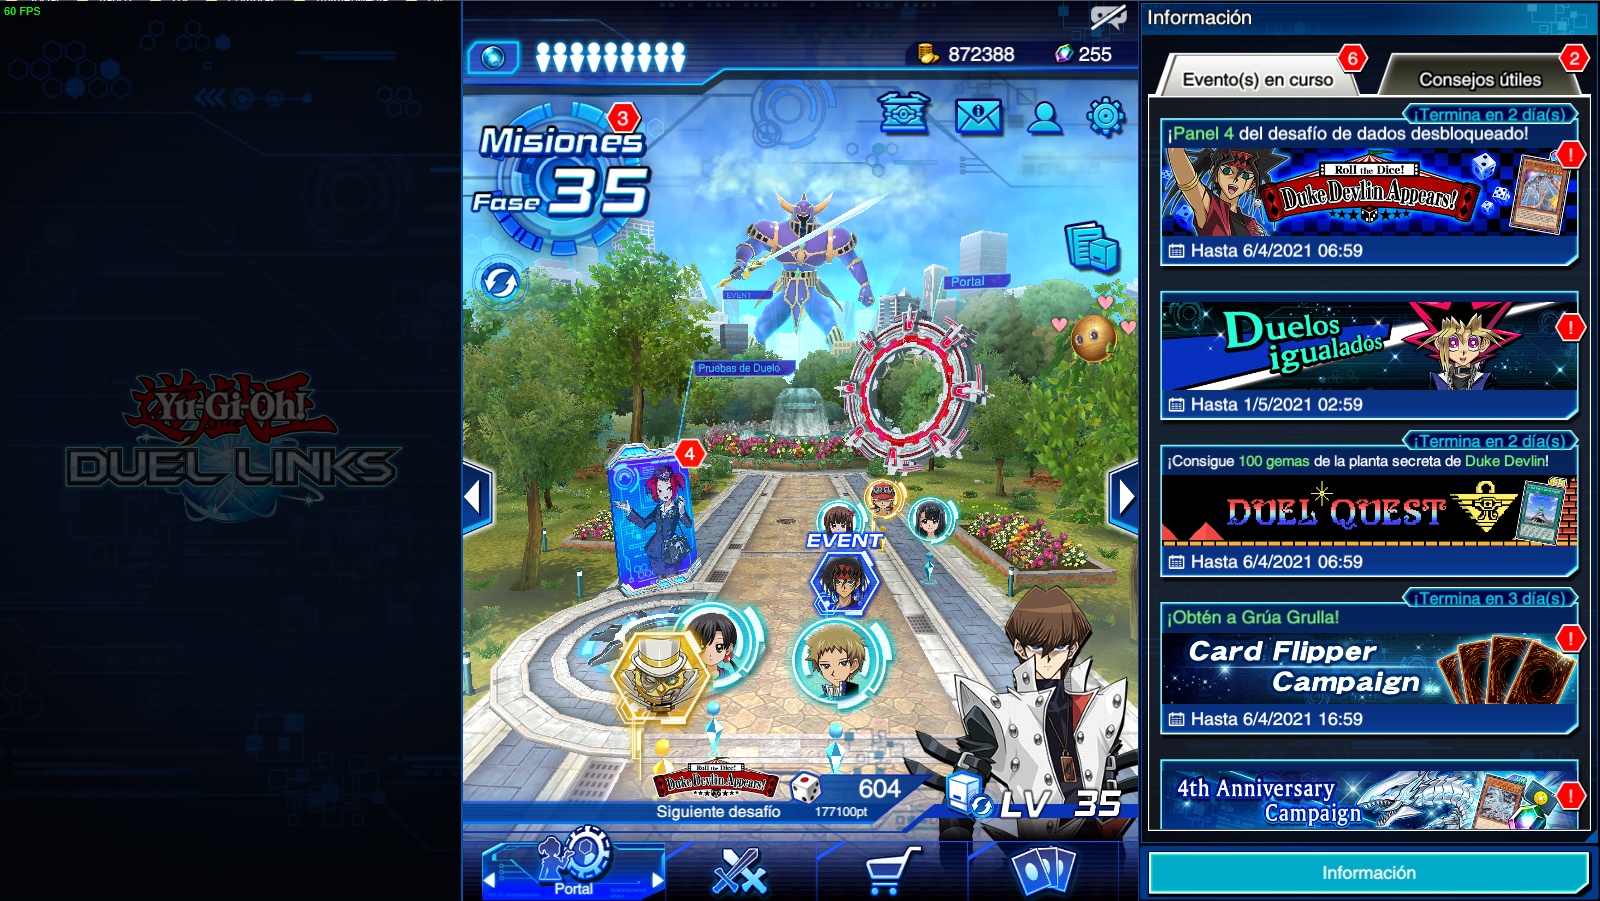 60 FPS
Yu-Gi-Oh!
DUEL LINKS
872388
255
3
Misiones
Fase 35
EVENT
Portal
Pruebas de Duelo
4
EVENT
Roll the Dice!
Duke Devlin Appears!
604
Siguiente desafío
177100pt
LV 35
Portal
Información
Evento(s) en curso
6
Consejos útiles
2
¡Termina en 2 día(s)
¡Panel 4 del desafío de dados desbloqueado!
!
Roll the Dice!
Duke Devlin Appears!
Hasta 6/4/2021 06:59
Duelos
igualados
!
Hasta 1/5/2021 02:59
¡Termina en 2 día(s)
¡Consigue 100 gemas de la planta secreta de Duke Devlin!
DUEL QUEST
Hasta 6/4/2021 06:59
¡Termina en 3 día(s)
¡Obtén a Grúa Grulla!
!
Card Flipper
Campaign
Hasta 6/4/2021 16:59
4th Anniversary
Campaign
!
Información